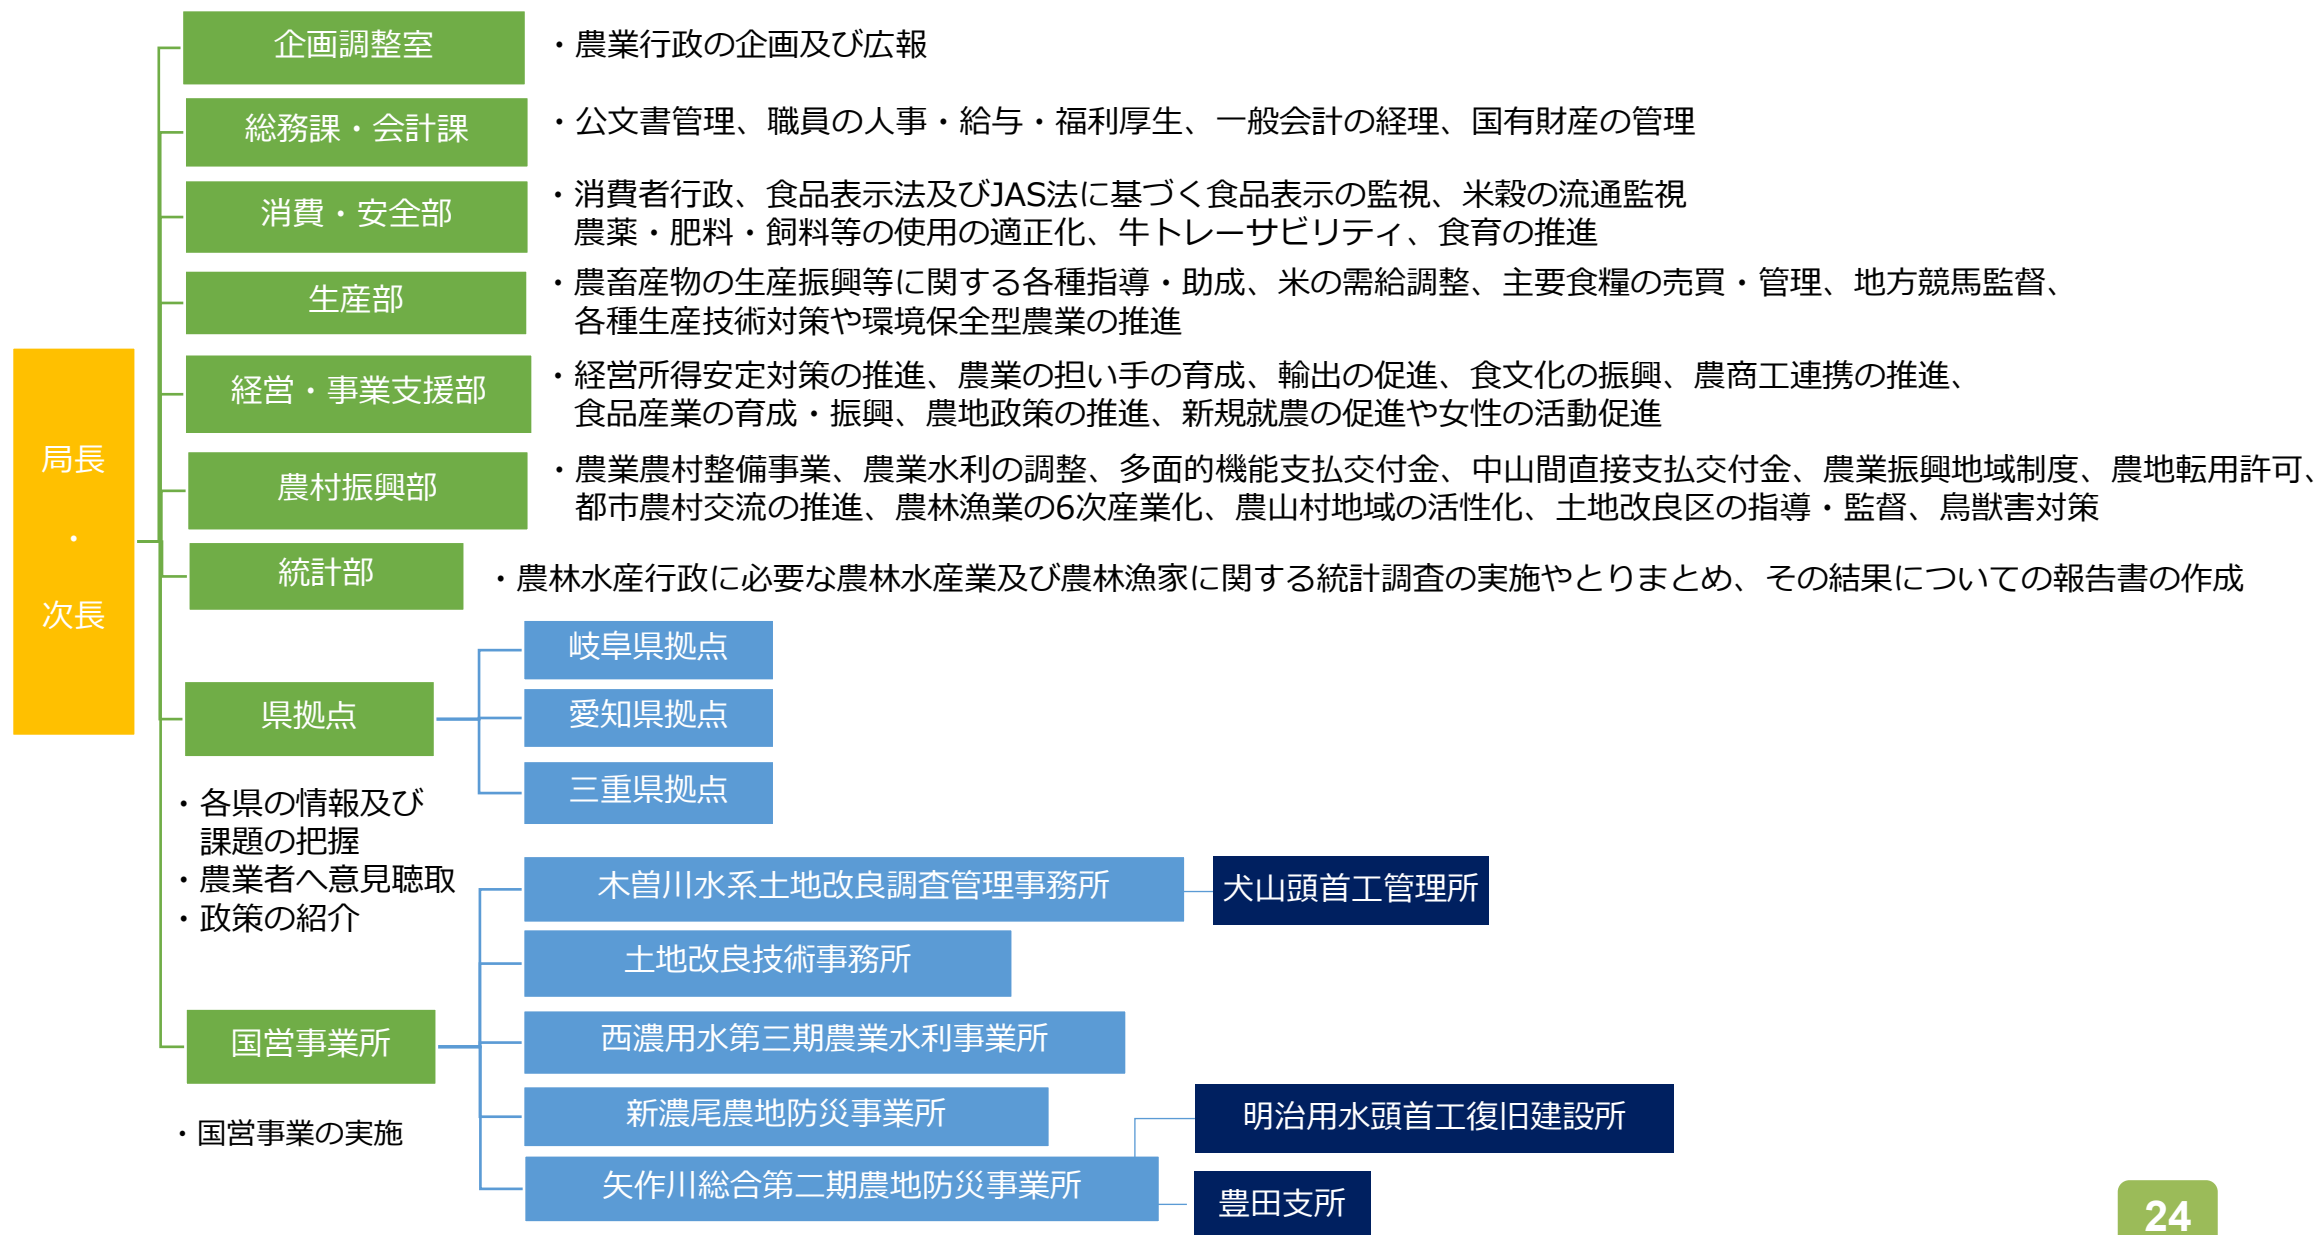 企画調整室
・農業行政の企画及び広報
総務課・会計課
・公文書管理、職員の人事・給与・福利厚生、一般会計の経理、国有財産の管理
消費・安全部
・消費者行政、食品表示法及びJAS法に基づく食品表示の監視、米穀の流通監視
農薬・肥料・飼料等の使用の適正化、牛トレーサビリティ、食育の推進
生産部
・農畜産物の生産振興等に関する各種指導・助成、米の需給調整、主要食糧の売買・管理、地方競馬監督、
各種生産技術対策や環境保全型農業の推進
経営・事業支援部
・経営所得安定対策の推進、農業の担い手の育成、輸出の促進、食文化の振興、農商工連携の推進、
食品産業の育成・振興、農地政策の推進、新規就農の促進や女性の活動促進
局長
・
次長
農村振興部
・農業農村整備事業、農業水利の調整、多面的機能支払交付金、中山間直接支払交付金、農業振興地域制度、農地転用許可、
都市農村交流の推進、農林漁業の6次産業化、農山村地域の活性化、土地改良区の指導・監督、鳥獣害対策
統計部
・農林水産行政に必要な農林水産業及び農林漁家に関する統計調査の実施やとりまとめ、その結果についての報告書の作成
県拠点
岐阜県拠点
愛知県拠点
三重県拠点
・各県の情報及び
課題の把握
・農業者へ意見聴取
・政策の紹介
国営事業所
木曽川水系土地改良調査管理事務所
犬山頭首工管理所
土地改良技術事務所
西濃用水第三期農業水利事業所
新濃尾農地防災事業所
明治用水頭首工復旧建設所
矢作川総合第二期農地防災事業所
豊田支所
・国営事業の実施
24